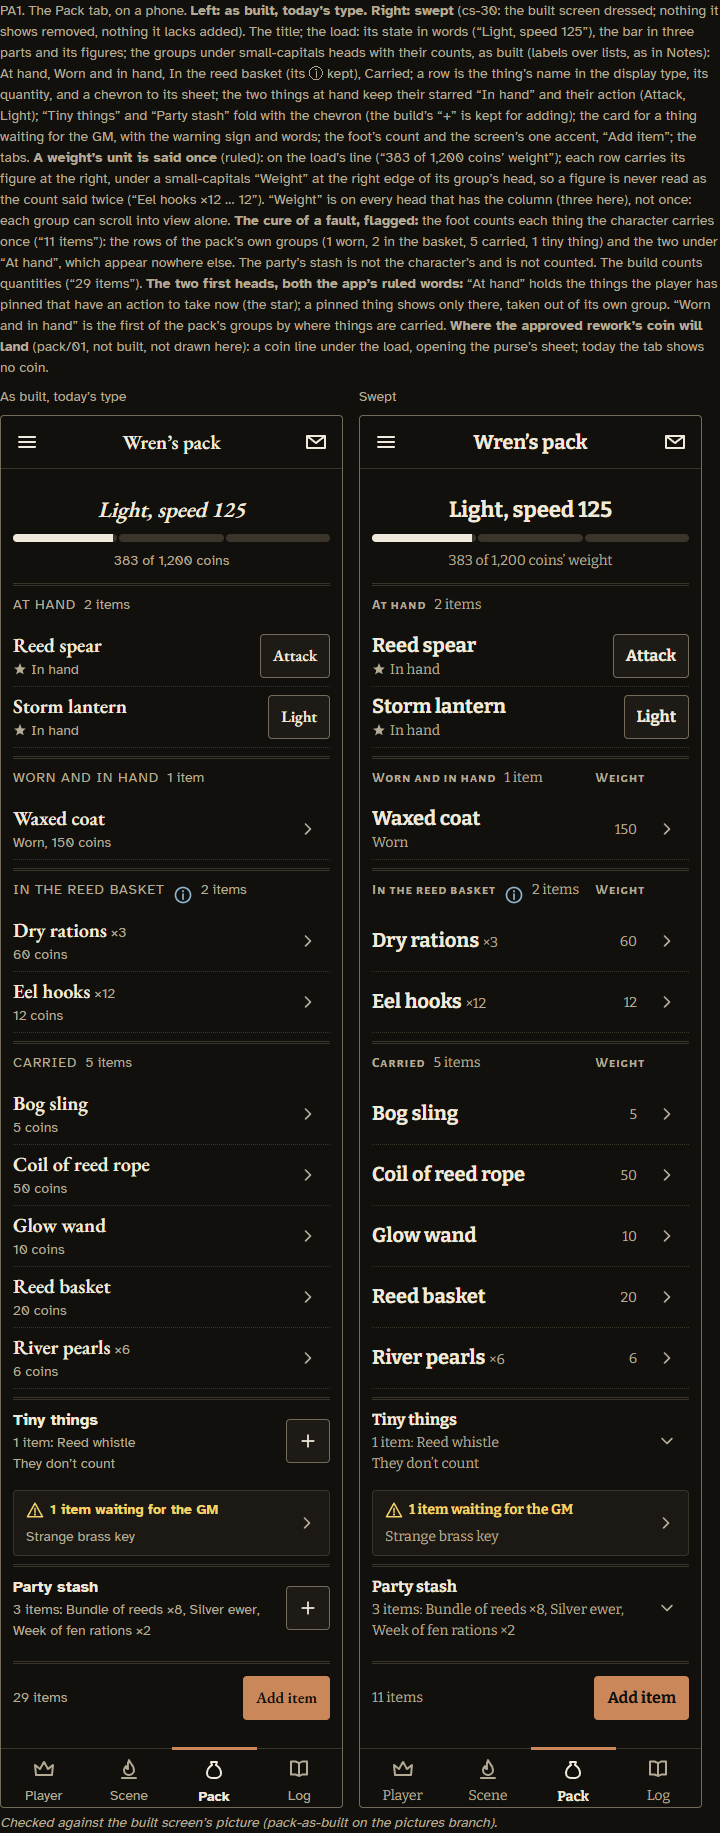 PA1. The Pack tab, on a phone. Left: as built, today’s type. Right: swept (cs-30: the built screen dressed; nothing it
shows removed, nothing it lacks added). The title; the load: its state in words (“Light, speed 125”), the bar in three
parts and its figures; the groups under small-capitals heads with their counts, as built (labels over lists, as in Notes):
At hand, Worn and in hand, In the reed basket (its ⓘ kept), Carried; a row is the thing’s name in the display type, its
quantity, and a chevron to its sheet; the two things at hand keep their starred “In hand” and their action (Attack,
Light); “Tiny things” and “Party stash” fold with the chevron (the build’s “+” is kept for adding); the card for a thing
waiting for the GM, with the warning sign and words; the foot’s count and the screen’s one accent, “Add item”; the
tabs. A weight’s unit is said once (ruled): on the load’s line (“383 of 1,200 coins’ weight”); each row carries its
figure at the right, under a small-capitals “Weight” at the right edge of its group’s head, so a figure is never read as
the count said twice (“Eel hooks ×12 … 12”). “Weight” is on every head that has the column (three here), not once:
each group can scroll into view alone. The cure of a fault, flagged: the foot counts each thing the character carries
once (“11 items”): the rows of the pack’s own groups (1 worn, 2 in the basket, 5 carried, 1 tiny thing) and the two under
“At hand”, which appear nowhere else. The party’s stash is not the character’s and is not counted. The build counts
quantities (“29 items”). The two first heads, both the app’s ruled words: “At hand” holds the things the player has
pinned that have an action to take now (the star); a pinned thing shows only there, taken out of its own group. “Worn
and in hand” is the first of the pack’s groups by where things are carried. Where the approved rework’s coin will
land (pack/01, not built, not drawn here): a coin line under the load, opening the purse’s sheet; today the tab shows
no coin.
As built, today’s type
Wren’s pack
Light, speed 125
383 of 1,200 coins
AT HAND 2 items
Reed spear
★ In hand
Attack
Storm lantern
★ In hand
Light
WORN AND IN HAND 1 item
Waxed coat
Worn, 150 coins
IN THE REED BASKET ⓘ 2 items
Dry rations ×3
60 coins
Eel hooks ×12
12 coins
CARRIED 5 items
Bog sling
5 coins
Coil of reed rope
50 coins
Glow wand
10 coins
Reed basket
20 coins
River pearls ×6
6 coins
Tiny things
1 item: Reed whistle
They don’t count
+
1 item waiting for the GM
Strange brass key
Party stash
3 items: Bundle of reeds ×8, Silver ewer,
Week of fen rations ×2
+
29 items
Add item
Player Scene Pack Log
Swept
Wren’s pack
Light, speed 125
383 of 1,200 coins’ weight
AT HAND 2 items
Reed spear
★ In hand
Attack
Storm lantern
★ In hand
Light
WORN AND IN HAND 1 item WEIGHT
Waxed coat
Worn
150
IN THE REED BASKET ⓘ 2 items WEIGHT
Dry rations ×3 60
Eel hooks ×12 12
CARRIED 5 items WEIGHT
Bog sling 5
Coil of reed rope 50
Glow wand 10
Reed basket 20
River pearls ×6 6
Tiny things
1 item: Reed whistle
They don’t count
1 item waiting for the GM
Strange brass key
Party stash
3 items: Bundle of reeds ×8, Silver ewer,
Week of fen rations ×2
11 items
Add item
Player Scene Pack Log
Checked against the built screen’s picture (pack-as-built on the pictures branch).